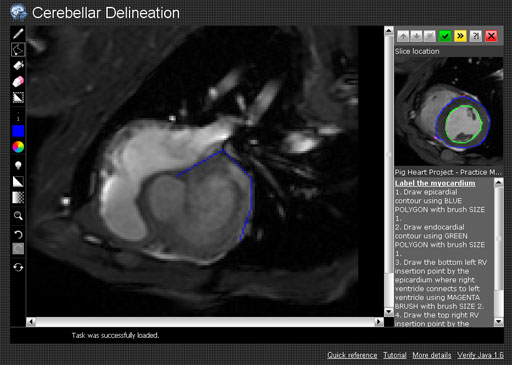 Cerebellar Delineation
Slice location
Pig Heart Project - Practice M...
Label the myocardium
1. Draw epicardial
contour using BLUE
POLYGON with brush SIZE
1.
2. Draw endocardial
contour using GREEN
POLYGON with brush SIZE
1.
3. Draw the bottom left RV
insertion point by the
epicardium where right
ventricle connects to left
ventricle using MAGENTA
BRUSH with brush SIZE 2.
4. Draw the top right RV
insertion point by the
1
Task was successfully loaded.
Quick reference Tutorial More details Verify Java 1.6